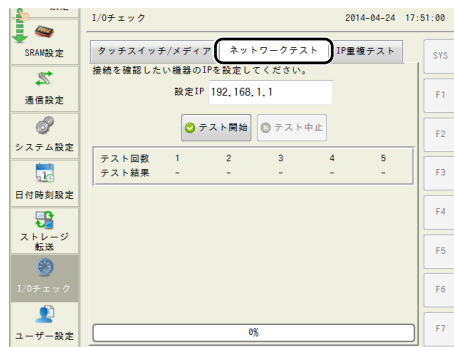 I/Oチェック 2014-04-24 17:51:00
SRAM設定
通信設定
システム設定
日付時刻設定
ストレージ
転送
I/Oチェック
ユーザー設定
タッチスイッチ/メディア ネットワークテスト IP重複テスト
接続を確認したい機器のIPを設定してください。
設定IP 192.168.1.1
テスト開始 テスト中止
テスト回数 1 2 3 4 5
テスト結果 - - - - -
0%
SYS
F1
F2
F3
F4
F5
F6
F7